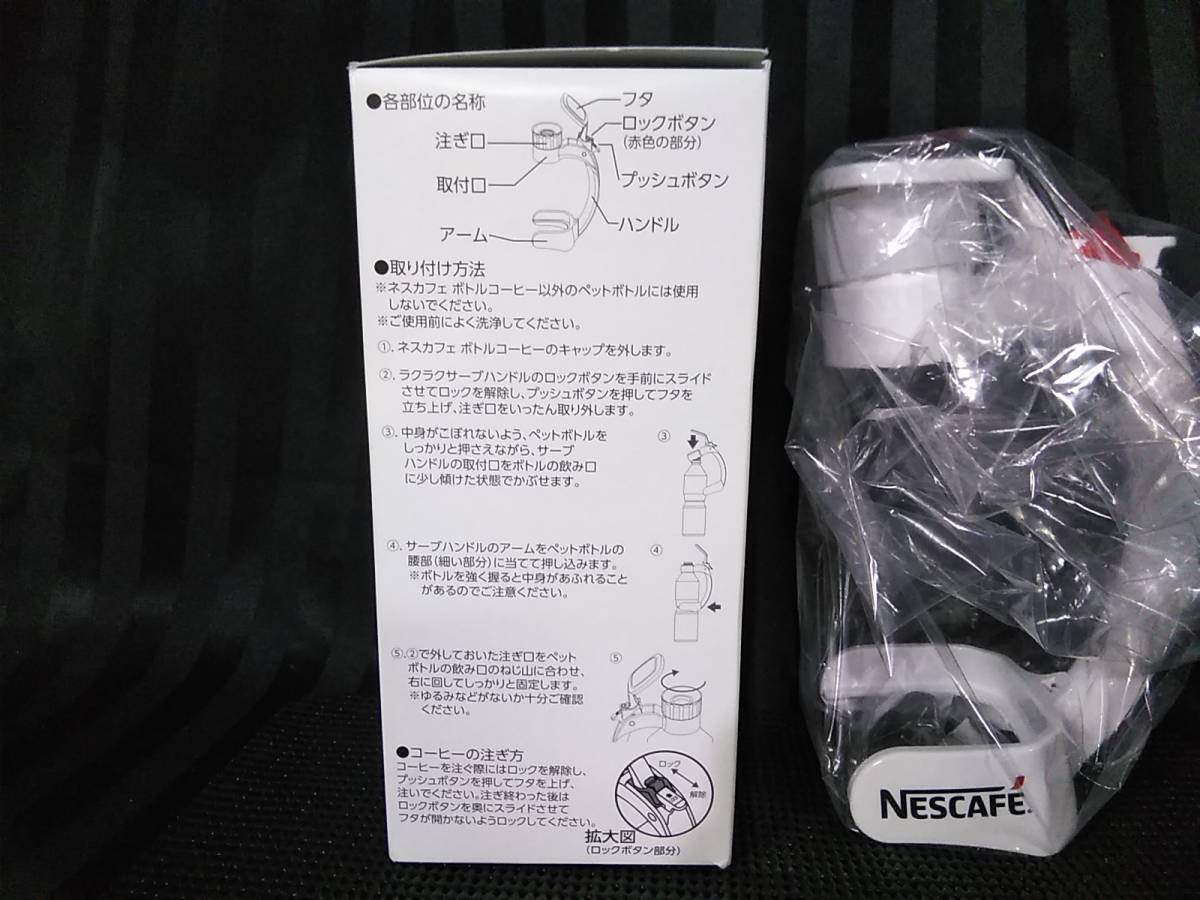 ●各部位の名称
フタ
ロックボタン
(赤色の部分)
注ぎ口
取付口
プッシュボタン
ハンドル
アーム
●取り付け方法
※ネスカフェ ボトルコーヒー以外のペットボトルには使用
しないでください。
※ご使用前によく洗浄してください。
①. ネスカフェ ボトルコーヒーのキャップを外します。
②. ラクラクサーブハンドルのロックボタンを手前にスライド
させてロックを解除し、プッシュボタンを押してフタを
立ち上げ、注ぎ口をいったん取り外します。
③. 中身がこぼれないよう、ペットボトルを
しっかりと押さえながら、サーブ
ハンドルの取付口をボトルの飲み口
に少し傾けた状態でかぶせます。
③
④. サーブハンドルのアームをペットボトルの
腰部(細い部分)に当てて押し込みます。
※ボトルを強く握ると中身があふれること
があるのでご注意ください。
④
⑤.②で外しておいた注ぎ口をペット
ボトルの飲み口のねじ山に合わせ、
右に回してしっかりと固定します。
※ゆるみなどがないか十分ご確認
ください。
⑤
●コーヒーの注ぎ方
コーヒーを注ぐ際にはロックを解除し、
プッシュボタンを押してフタを上げ、
注いでください。注ぎ終わった後は
ロックボタンを奥にスライドさせて
フタが開かないようロックしてください。
ロック
解除
拡大図
(ロックボタン部分)
NESCAFÉ.